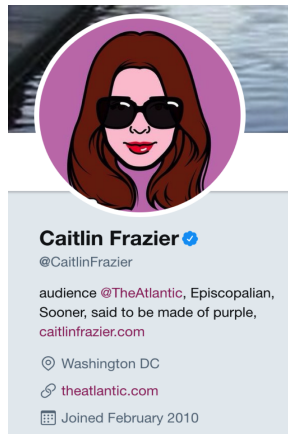 Caitlin Frazier
@CaitlinFrazier
audience @TheAtlantic, Episcopalian,
Sooner, said to be made of purple,
caitlinfrazier.com
Washington DC
theatlantic.com
Joined February 2010